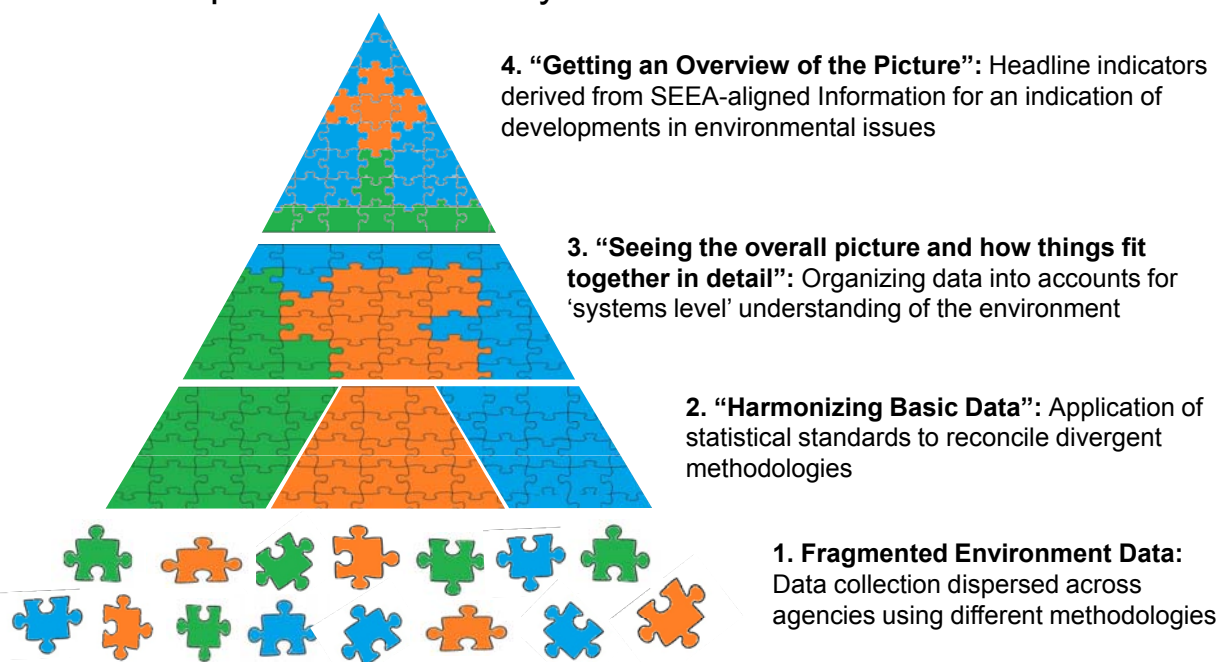 4. “Getting an Overview of the Picture”: Headline indicators
derived from SEEA-aligned Information for an indication of
developments in environmental issues
3. “Seeing the overall picture and how things fit
together in detail”: Organizing data into accounts for
‘systems level’ understanding of the environment
2. “Harmonizing Basic Data”: Application of
statistical standards to reconcile divergent
methodologies
1. Fragmented Environment Data:
Data collection dispersed across
agencies using different methodologies